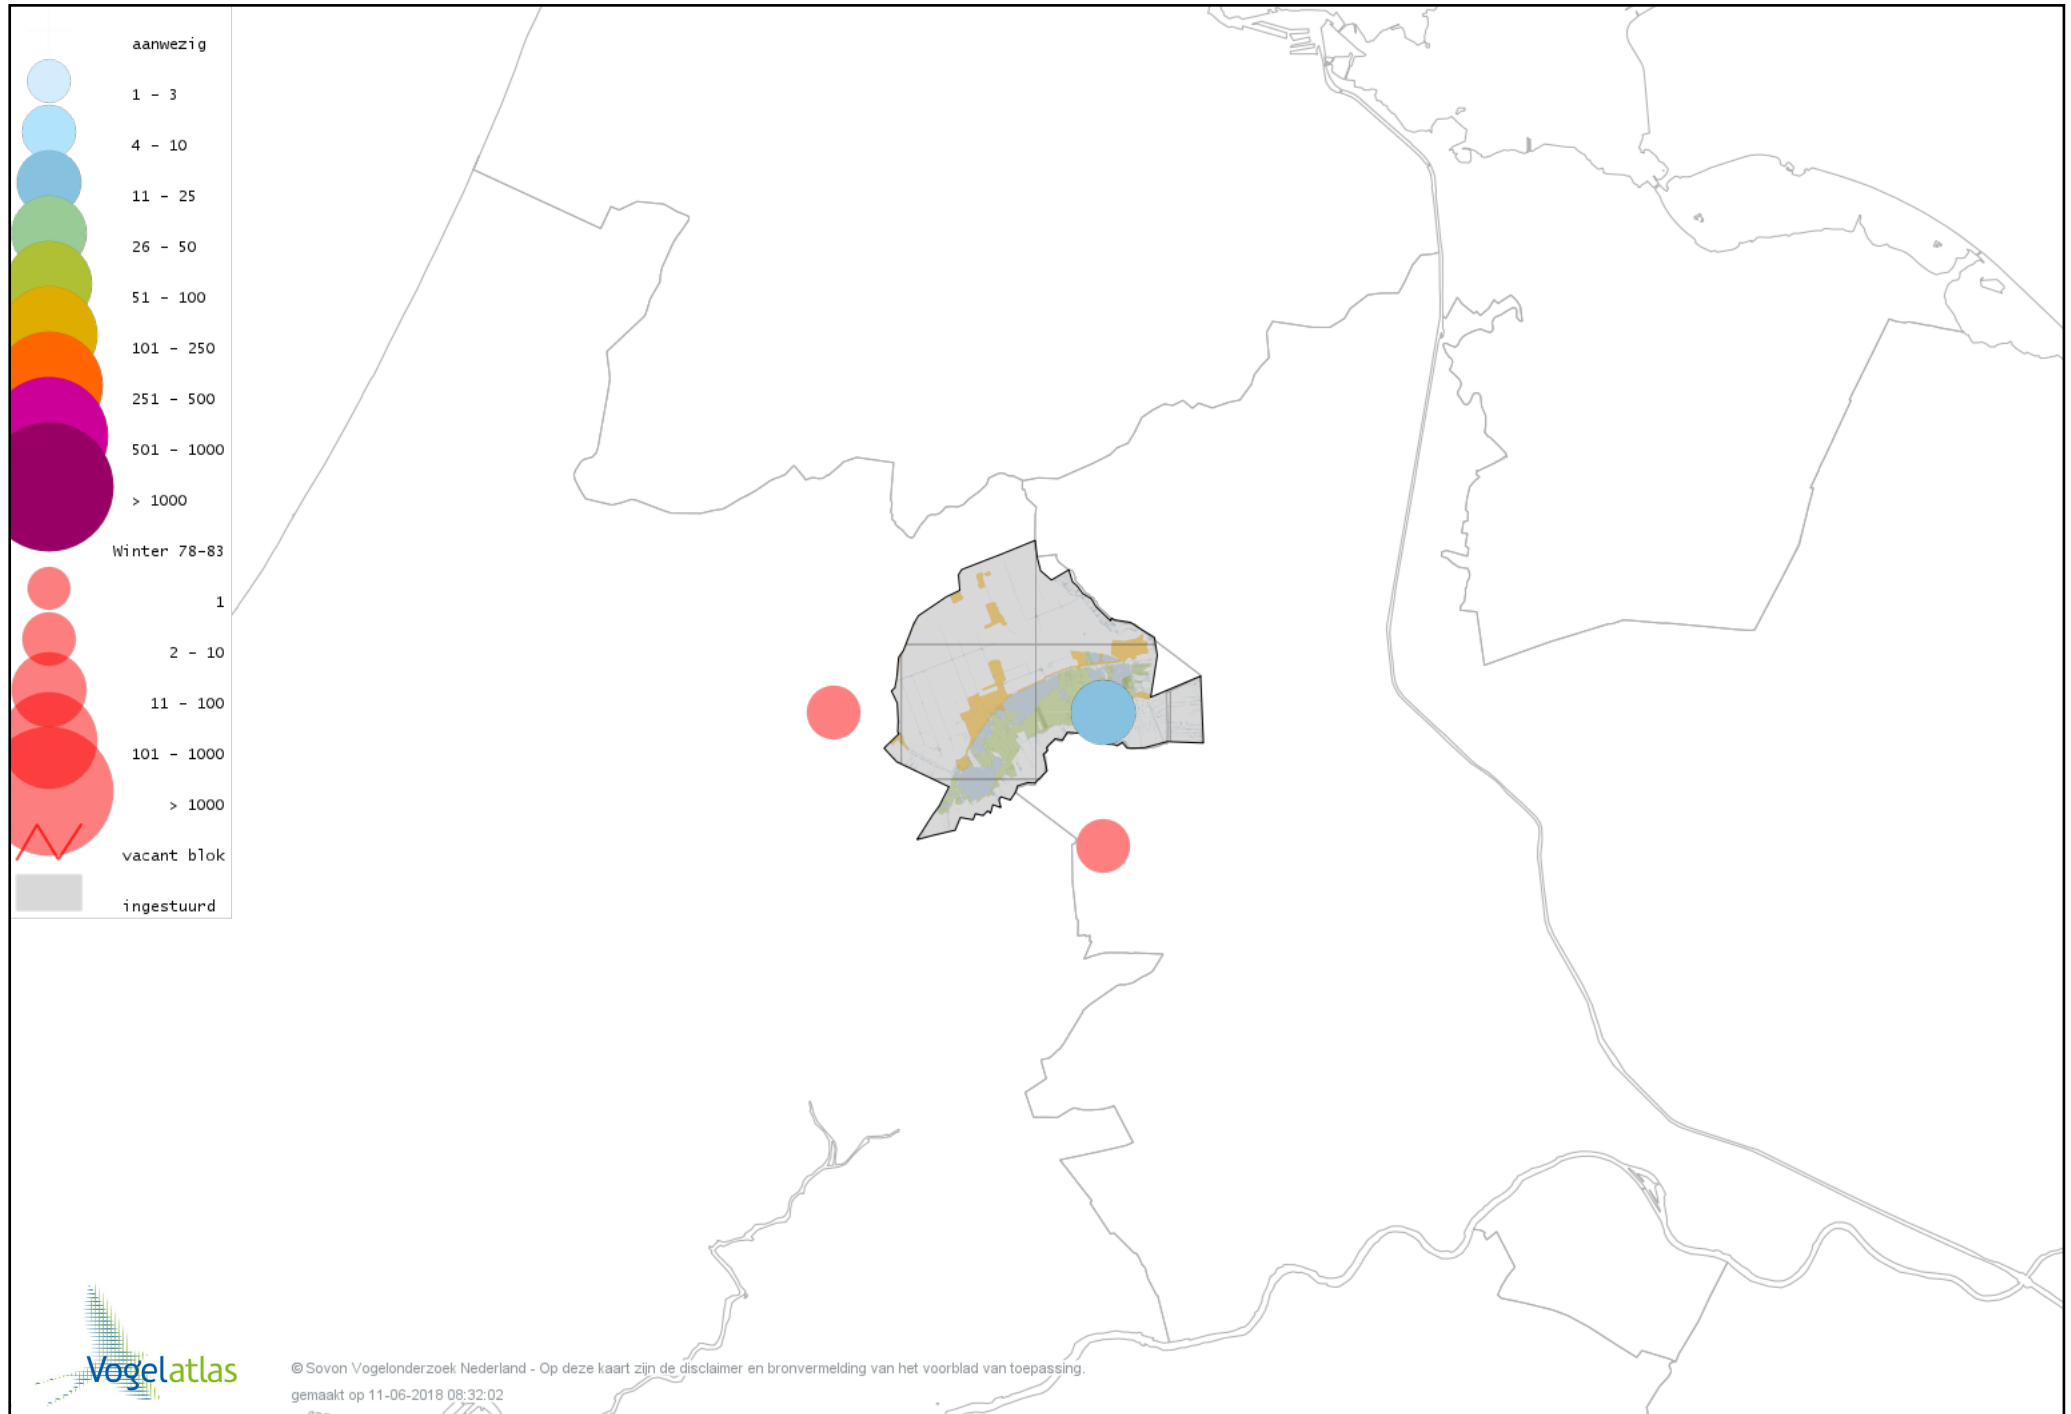 aanwezig
1 - 3
4 - 10
11 - 25
26 - 50
51 - 100
101 - 250
251 - 500
501 - 1000
> 1000
Winter 78-83
1
2 - 10
11 - 100
101 - 1000
> 1000
vacant blok
ingestuurd
Vogelatlas
© Sovon Vogelonderzoek Nederland - Op deze kaart zijn de disclaimer en bronvermelding van het voorblad van toepassing.
gemaakt op 11-06-2018 08:32:02